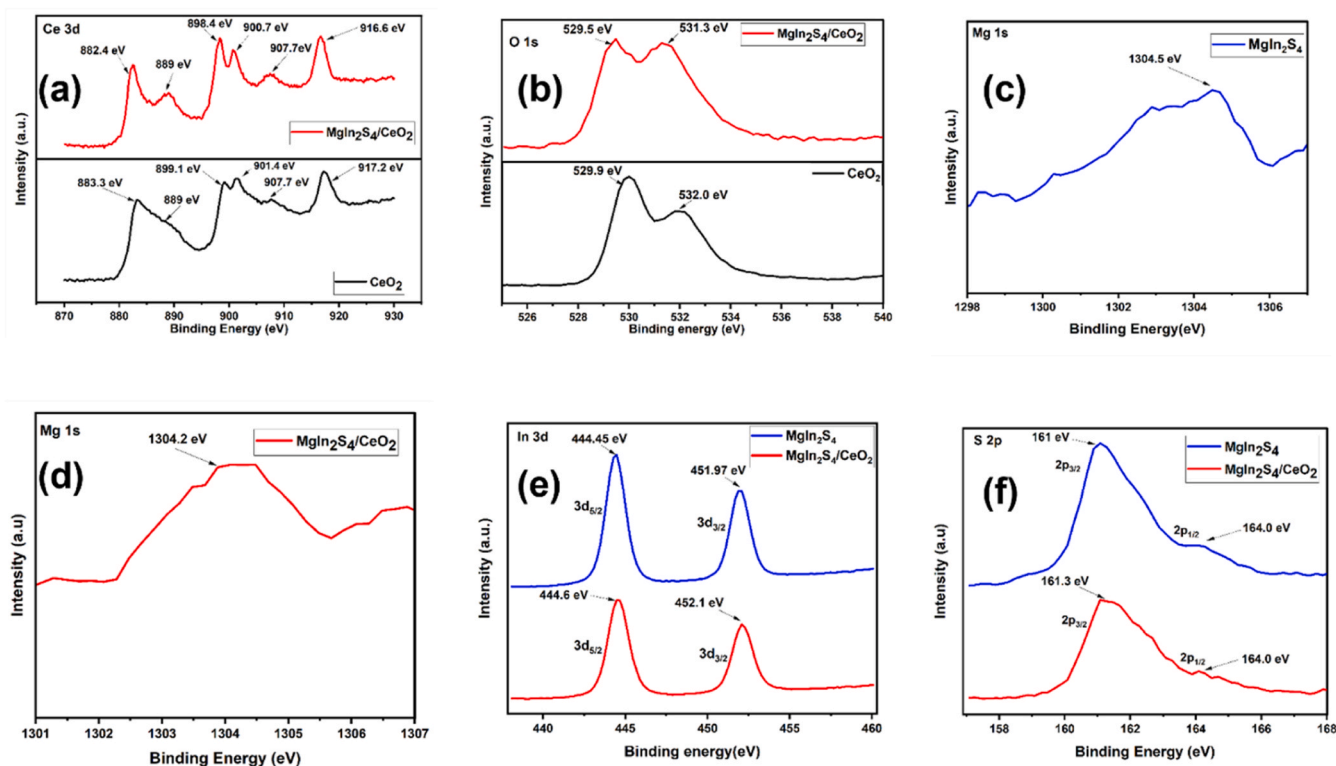 Ce 3d
882.4 eV
889 eV
898.4 eV
900.7 eV
907.7eV
916.6 eV
(a)
MgIn₂S₄/CeO₂
883.3 eV
889 eV
899.1 eV
901.4 eV
907.7 eV
917.2 eV
CeO₂
Intensity (a.u.)
870 880 890 900 910 920 930
Binding Energy (eV)
529.5 eV
531.3 eV
MgIn₂S₄/CeO₂
O 1s
(b)
529.9 eV
532.0 eV
CeO₂
Intensity (a.u.)
526 528 530 532 534 536 538 540
Binding energy (eV)
Mg 1s
MgIn₂S₄
1304.5 eV
(c)
Intensity (a.u.)
1298 1300 1302 1304 1306
Bindling Energy(eV)
Mg 1s
MgIn₂S₄/CeO₂
1304.2 eV
(d)
Intensity (a.u)
1301 1302 1303 1304 1305 1306 1307
Binding Energy (eV)
In 3d
444.45 eV
MgIn₂S₄
MgIn₂S₄/CeO₂
451.97 eV
(e)
3d₅/₂
3d₃/₂
444.6 eV
452.1 eV
3d₅/₂
3d₃/₂
Intensity (a.u.)
440 445 450 455 460
Binding energy(eV)
S 2p
161 eV
MgIn₂S₄
MgIn₂S₄/CeO₂
(f)
2p₃/₂
2p₁/₂
164.0 eV
161.3 eV
2p₃/₂
2p₁/₂
164.0 eV
Intensity (a.u)
158 160 162 164 166 168
Binding Energy (eV)